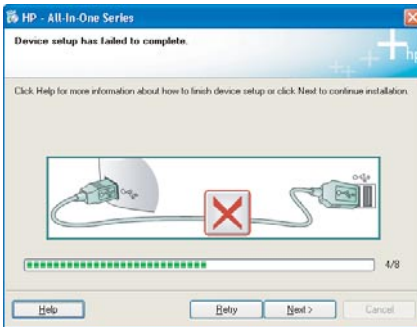 HP - All-In-One Series
Device setup has failed to complete.
hp
Click Help for more information about how to finish device setup or click Next to continue installation.
4/8
Help
Retry
Next >
Cancel